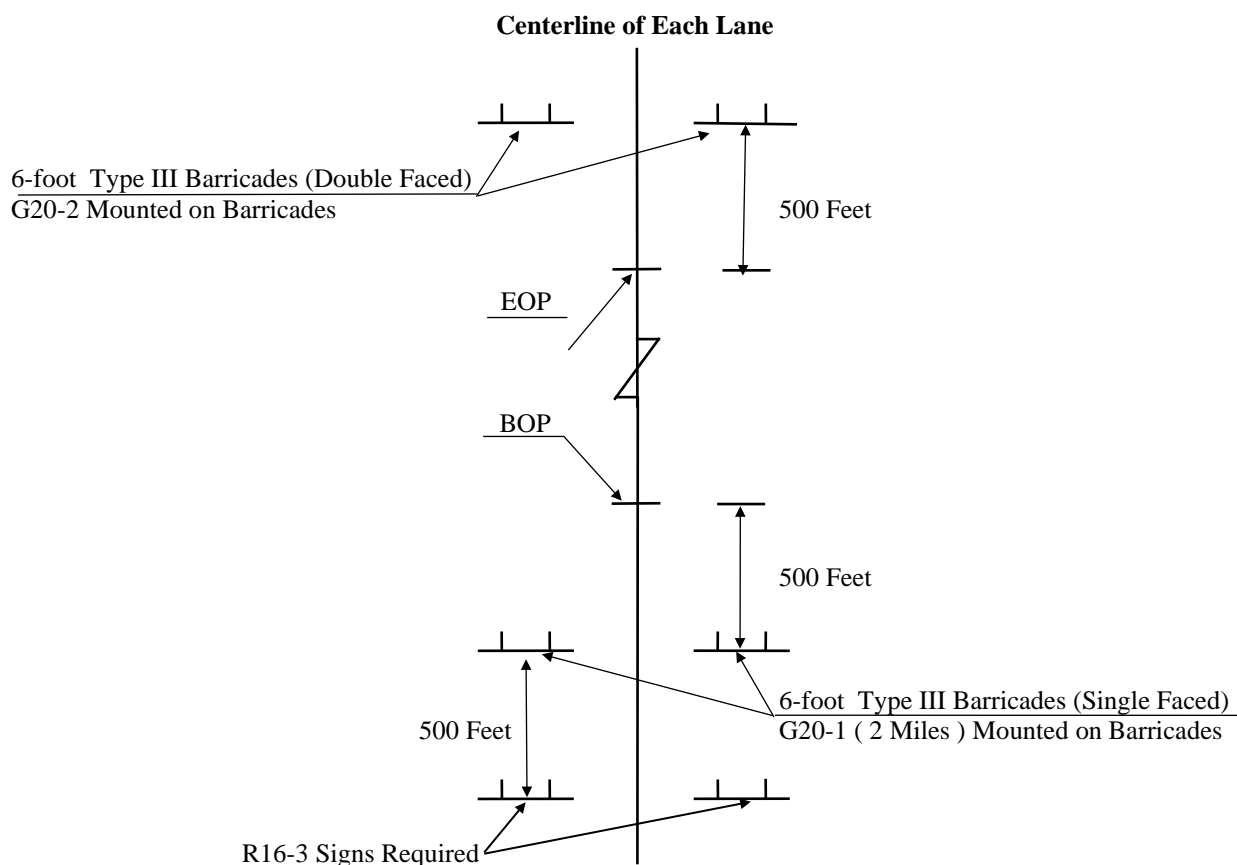 Centerline of Each Lane
6-foot Type III Barricades (Double Faced)
G20-2 Mounted on Barricades
500 Feet
EOP
BOP
500 Feet
6-foot Type III Barricades (Single Faced)
G20-1 ( 2 Miles ) Mounted on Barricades
500 Feet
R16-3 Signs Required